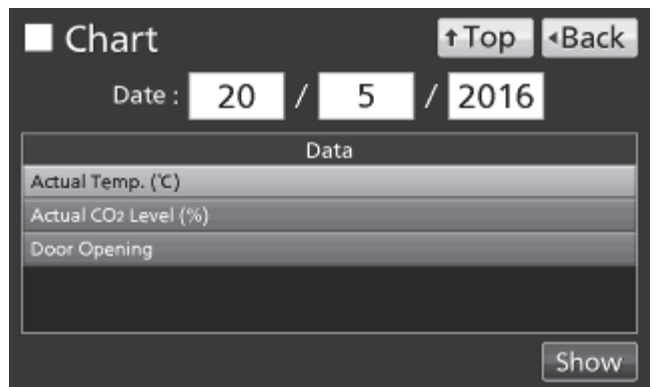 Chart
↑Top ◂Back
Date : 20 / 5 / 2016
Data
Actual Temp. (℃)
Actual CO2 Level (%)
Door Opening
Show